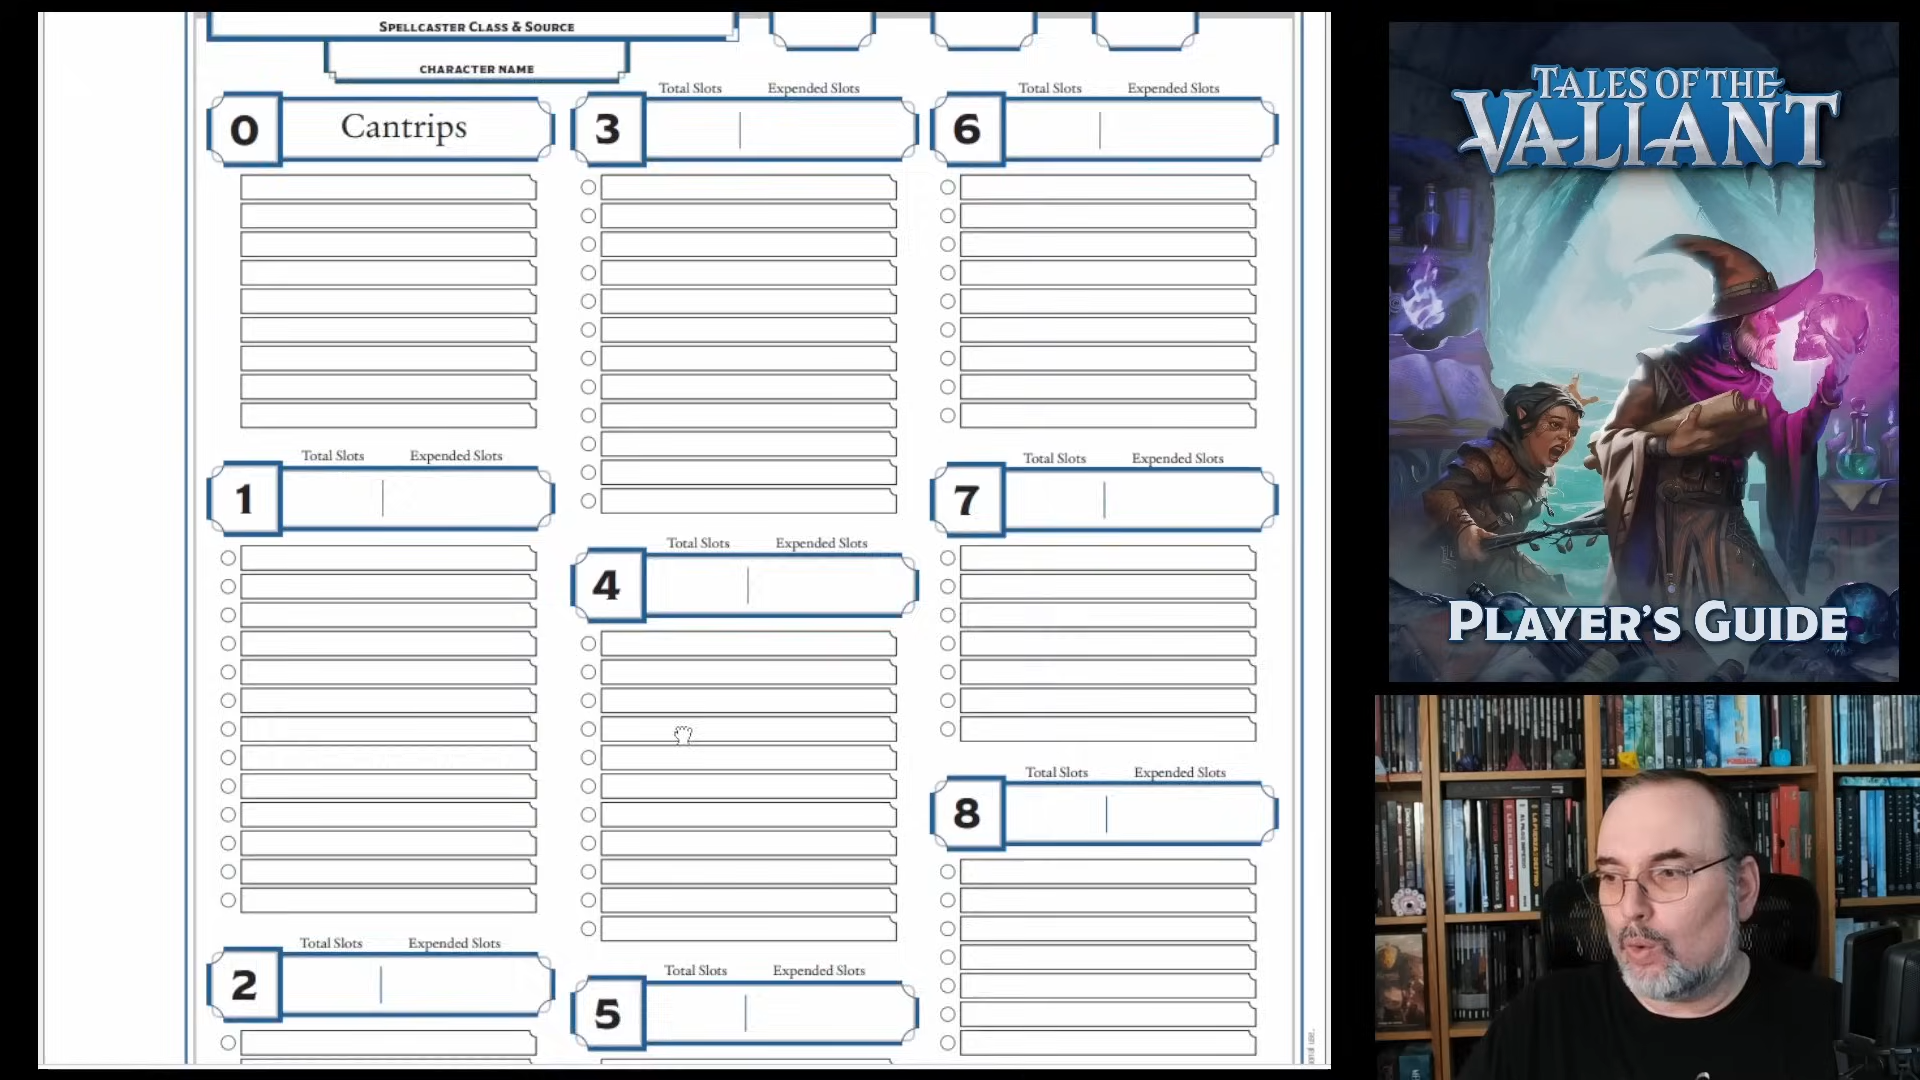 SPELLCASTER CLASS & SOURCE
CHARACTER NAME
0 Cantrips
Total Slots Expended Slots
1
Total Slots Expended Slots
2
Total Slots Expended Slots
3
Total Slots Expended Slots
4
Total Slots Expended Slots
5
Total Slots Expended Slots
6
Total Slots Expended Slots
7
Total Slots Expended Slots
8
TALES OF THE
VALIANT
PLAYER'S GUIDE